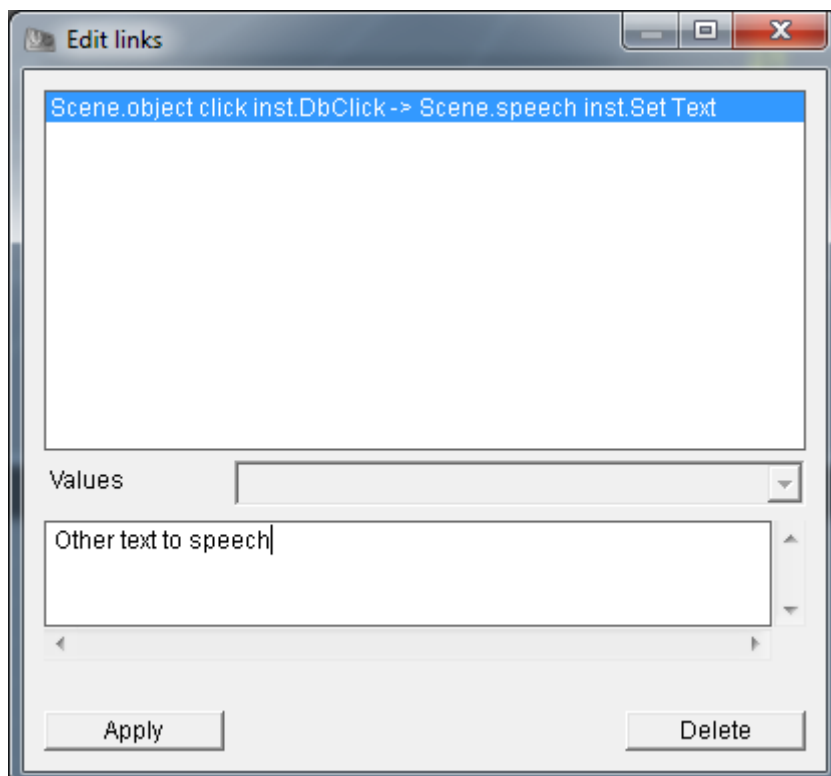 Edit links
Scene.object click inst.DbClick -> Scene.speech inst.Set Text
Values
Other text to speech
Apply
Delete